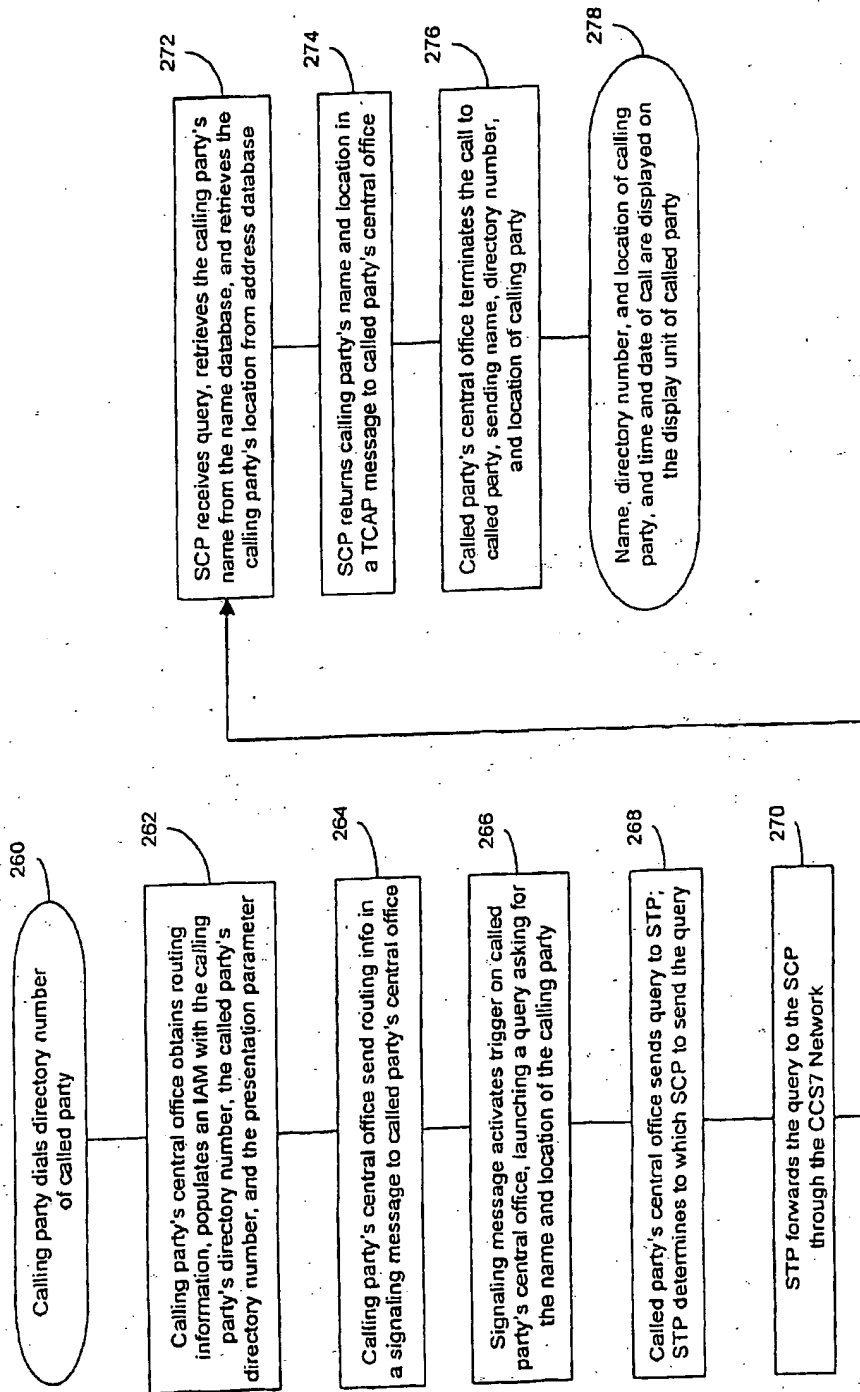 260
Calling party dials directory number
of called party
262
Calling party's central office obtains routing
information, populates an IAM with the calling
party's directory number, the called party's
directory number, and the presentation parameter
264
Calling party's central office send routing info in
a signaling message to called party's central office
266
Signaling message activates trigger on called
party's central office, launching a query asking for
the name and location of the calling party
268
Called party's central office sends query to STP;
STP determines to which SCP to send the query
270
STP forwards the query to the SCP
through the CCS7 Network
272
SCP receives query, retrieves the calling party's
name from the name database, and retrieves the
calling party's location from address database
274
SCP returns calling party's name and location in
a TCAP message to called party's central office
276
Called party's central office terminates the call to
called party, sending name, directory number,
and location of calling party
278
Name, directory number, and location of calling
party, and time and date of call are displayed on
the display unit of called party